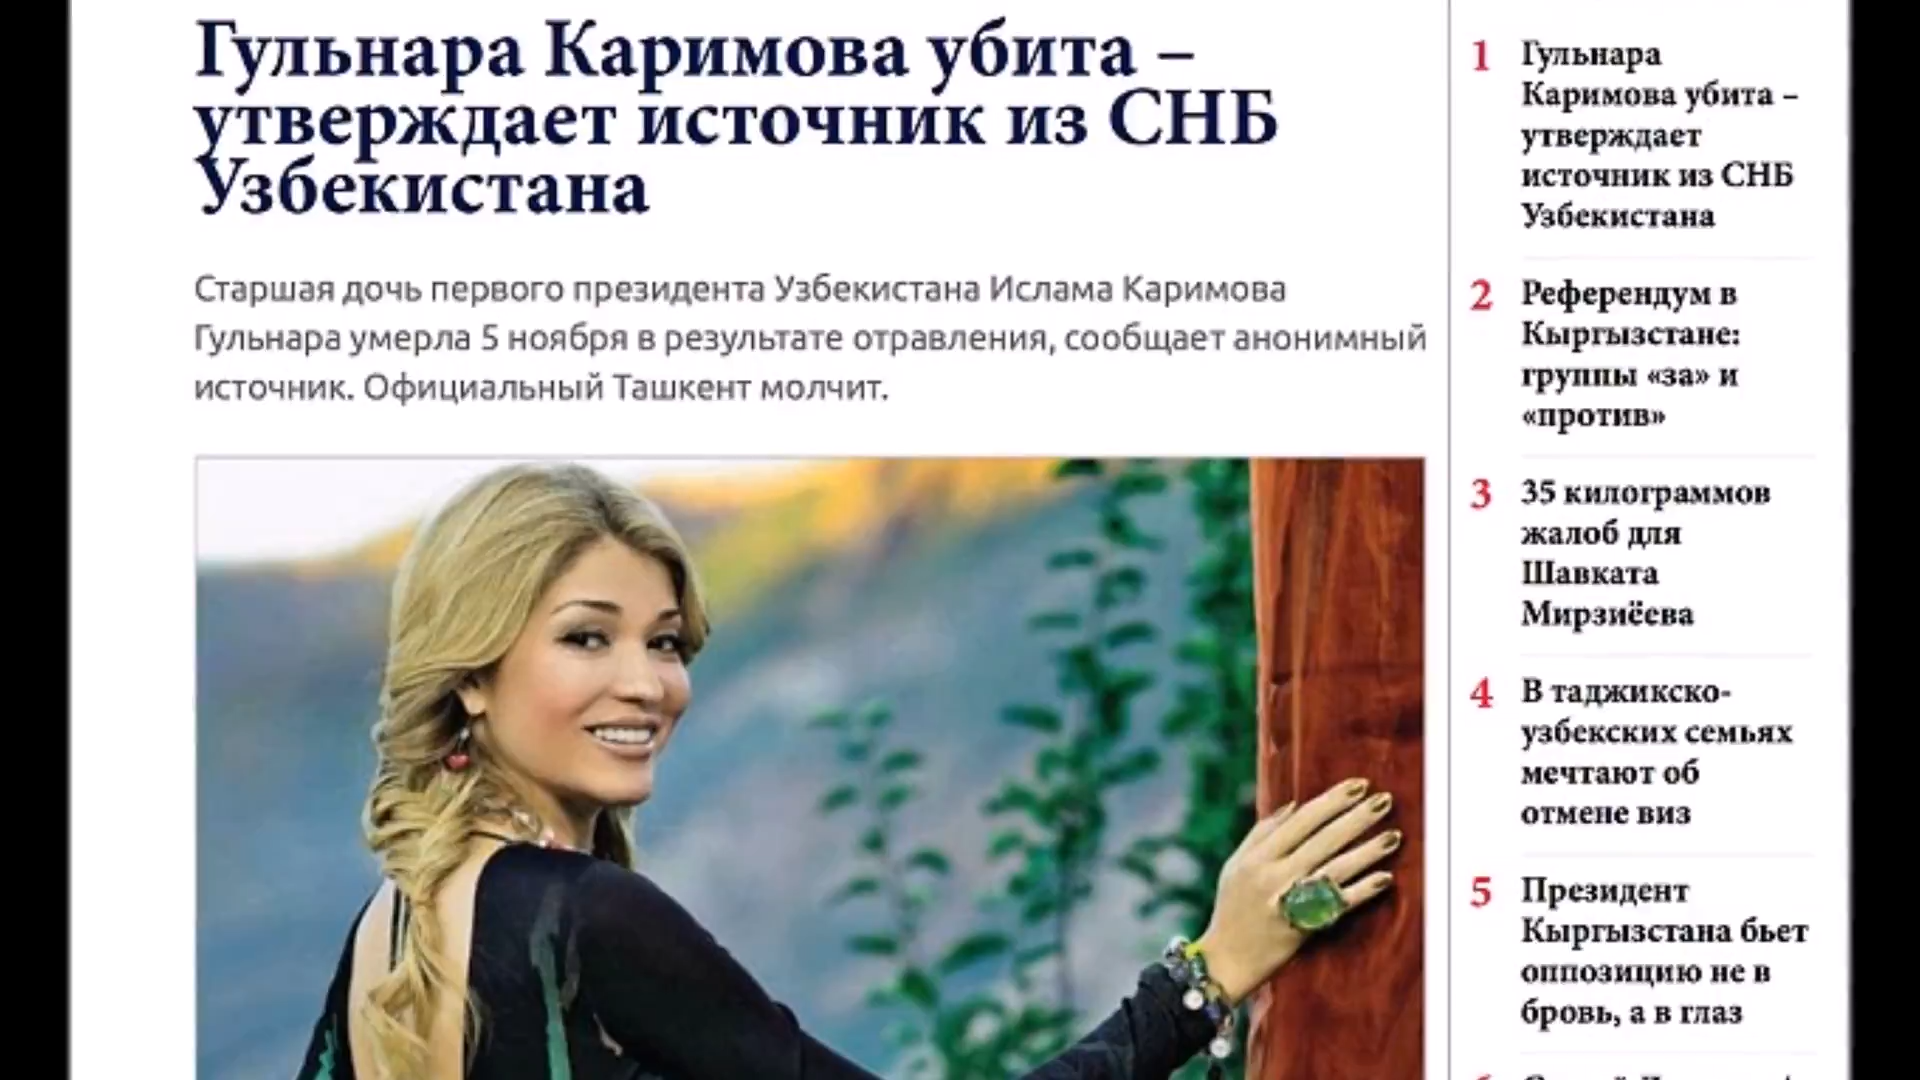 Гульнара Каримова убита –
утверждает источник из СНБ
Узбекистана
Старшая дочь первого президента Узбекистана Ислама Каримова
Гульнара умерла 5 ноября в результате отравления, сообщает анонимный
источник. Официальный Ташкент молчит.
1 Гульнара
Каримова убита –
утверждает
источник из СНБ
Узбекистана
2 Референдум в
Кыргызстане:
группы «за» и
«против»
3 35 килограммов
жалоб для
Шавката
Мирзиёева
4 В таджикско-
узбекских семьях
мечтают об
отмене виз
5 Президент
Кыргызстана бьет
оппозицию не в
бровь, а в глаз